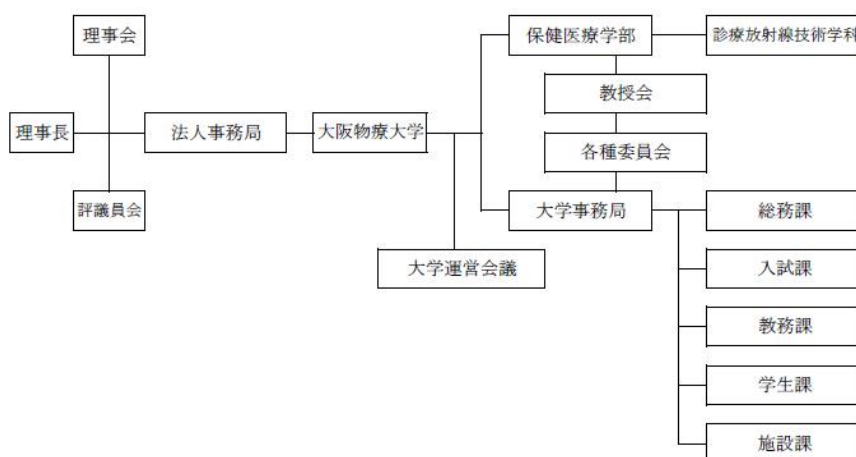 理事会
保健医療学部
診療放射線技術学科
教授会
理事長
法人事務局
大阪物療大学
各種委員会
評議員会
大学事務局
総務課
大学運営会議
入試課
教務課
学生課
施設課